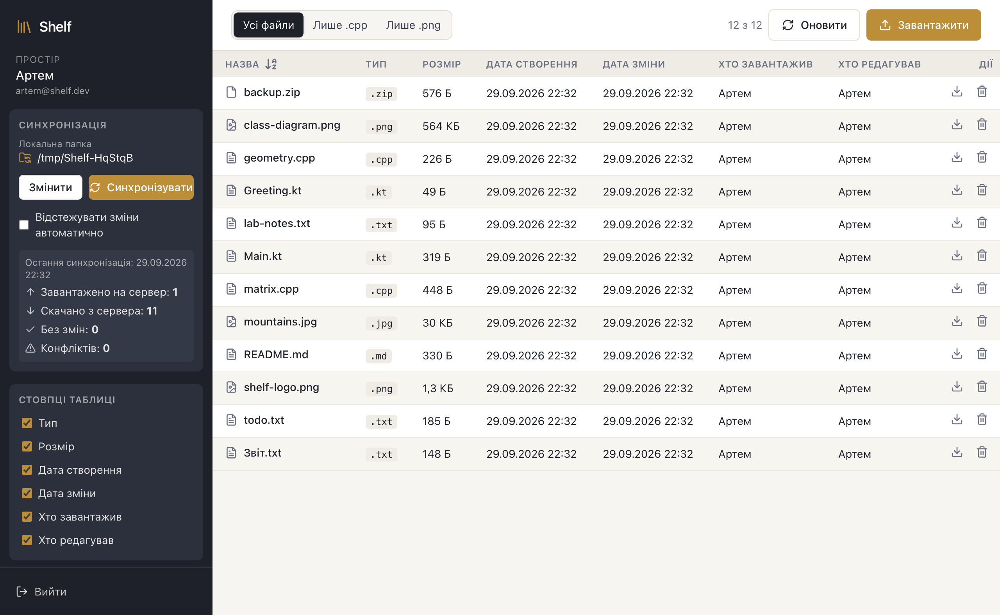 Shelf
ПРОСТІР
Артем
artem@shelf.dev
СИНХРОНІЗАЦІЯ
Локальна папка
/tmp/Shelf-HqStqB
Змінити Синхронізувати
Відстежувати зміни
автоматично
Остання синхронізація: 29.09.2026
22:32
Завантажено на сервер: 1
Скачано з сервера: 11
Без змін: 0
Конфліктів: 0
СТОВПЦІ ТАБЛИЦІ
Тип
Розмір
Дата створення
Дата зміни
Хто завантажив
Хто редагував
Вийти
Усі файли Лише .cpp Лише .png 12 з 12 Оновити Завантажити
НАЗВА ТИП РОЗМІР ДАТА СТВОРЕННЯ ДАТА ЗМІНИ ХТО ЗАВАНТАЖИВ ХТО РЕДАГУВАВ ДІЇ
backup.zip .zip 576 Б 29.09.2026 22:32 29.09.2026 22:32 Артем Артем
class-diagram.png .png 564 КБ 29.09.2026 22:32 29.09.2026 22:32 Артем Артем
geometry.cpp .cpp 226 Б 29.09.2026 22:32 29.09.2026 22:32 Артем Артем
Greeting.kt .kt 49 Б 29.09.2026 22:32 29.09.2026 22:32 Артем Артем
lab-notes.txt .txt 95 Б 29.09.2026 22:32 29.09.2026 22:32 Артем Артем
Main.kt .kt 319 Б 29.09.2026 22:32 29.09.2026 22:32 Артем Артем
matrix.cpp .cpp 448 Б 29.09.2026 22:32 29.09.2026 22:32 Артем Артем
mountains.jpg .jpg 30 КБ 29.09.2026 22:32 29.09.2026 22:32 Артем Артем
README.md .md 330 Б 29.09.2026 22:32 29.09.2026 22:32 Артем Артем
shelf-logo.png .png 1,3 КБ 29.09.2026 22:32 29.09.2026 22:32 Артем Артем
todo.txt .txt 185 Б 29.09.2026 22:32 29.09.2026 22:32 Артем Артем
Звіт.txt .txt 148 Б 29.09.2026 22:32 29.09.2026 22:32 Артем Артем